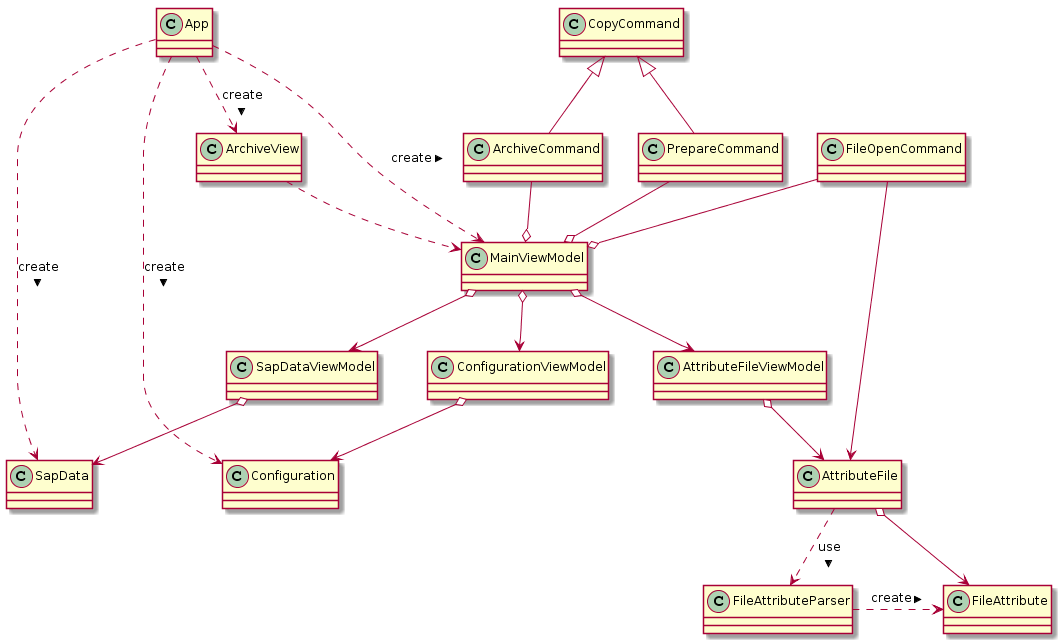 C App
C CopyCommand
create
▼
C ArchiveView
C ArchiveCommand
C PrepareCommand
C FileOpenCommand
create ►
C MainViewModel
create
▼
create
▼
C SapDataViewModel
C ConfigurationViewModel
C AttributeFileViewModel
C SapData
C Configuration
C AttributeFile
use
▼
C FileAttributeParser
create ►
C FileAttribute